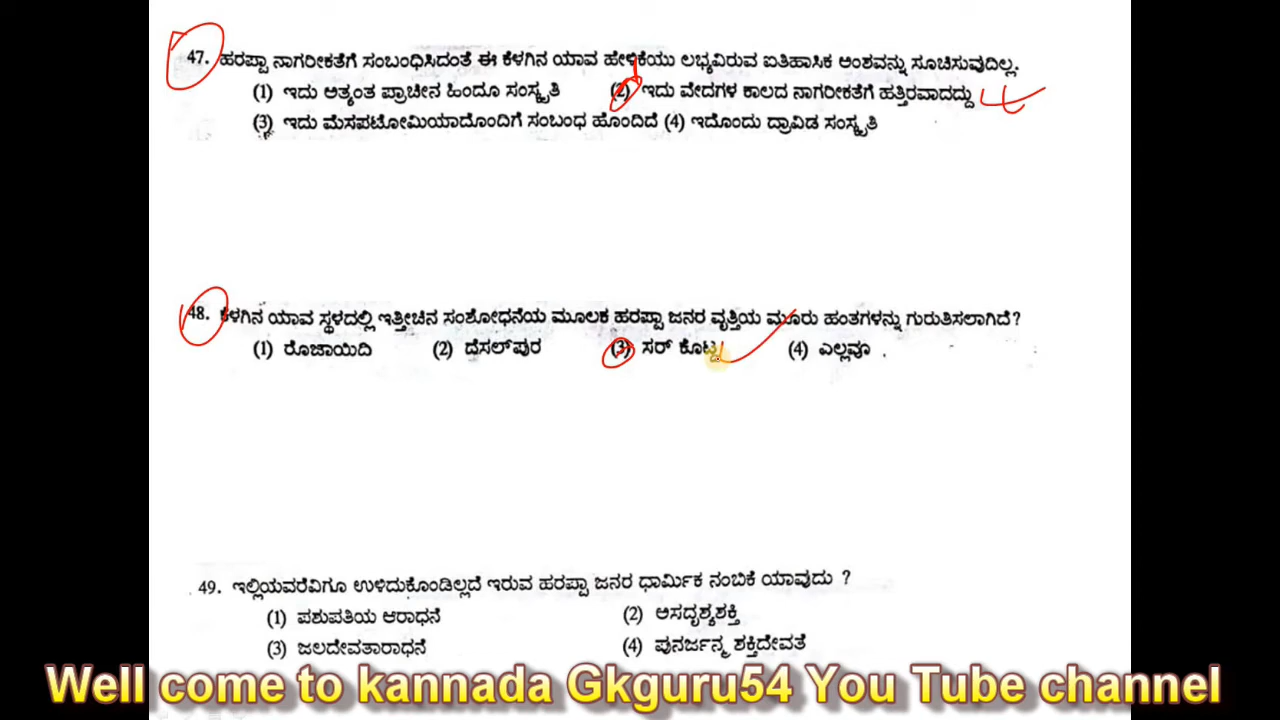 47. ಹರಪ್ಪಾ ನಾಗರೀಕತೆಗೆ ಸಂಬಂಧಿಸಿದಂತೆ ಈ ಕೆಳಗಿನ ಯಾವ ಹೇಳಿಕೆಯು ಲಭ್ಯವಿರುವ ಐತಿಹಾಸಿಕ ಅಂಶವನ್ನು ಸೂಚಿಸುವುದಿಲ್ಲ.
(1) ಇದು ಅತ್ಯಂತ ಪ್ರಾಚೀನ ಹಿಂದೂ ಸಂಸ್ಕೃತಿ (2) ಇದು ವೇದಗಳ ಕಾಲದ ನಾಗರೀಕತೆಗೆ ಹತ್ತಿರವಾದದ್ದು
(3) ಇದು ಮೆಸಪಟೋಮಿಯಾದೊಂದಿಗೆ ಸಂಬಂಧ ಹೊಂದಿದೆ (4) ಇದೊಂದು ದ್ರಾವಿಡ ಸಂಸ್ಕೃತಿ
48. ಕೆಳಗಿನ ಯಾವ ಸ್ಥಳದಲ್ಲಿ ಇತ್ತೀಚಿನ ಸಂಶೋಧನೆಯ ಮೂಲಕ ಹರಪ್ಪಾ ಜನರ ವೃತ್ತಿಯ ಮೂರು ಹಂತಗಳನ್ನು ಗುರುತಿಸಲಾಗಿದೆ?
(1) ರೊಜಾಯಿದಿ (2) ದೆಸಲ್‌ಪುರ (3) ಸರ್ ಕೊಟ್ಟ (4) ಎಲ್ಲವೂ .
49. ಇಲ್ಲಿಯವರೆವಿಗೂ ಉಳಿದುಕೊಂಡಿಲ್ಲದೆ ಇರುವ ಹರಪ್ಪಾ ಜನರ ಧಾರ್ಮಿಕ ನಂಬಿಕೆ ಯಾವುದು ?
(1) ಪಶುಪತಿಯ ಆರಾಧನೆ (2) ಅಸದೃಶ್ಯಶಕ್ತಿ
(3) ಜಲದೇವತಾರಾಧನೆ (4) ಪುನರ್ಜನ್ಮ ಶಕ್ತಿದೇವತೆ
Well come to kannada Gkguru54 You Tube channel